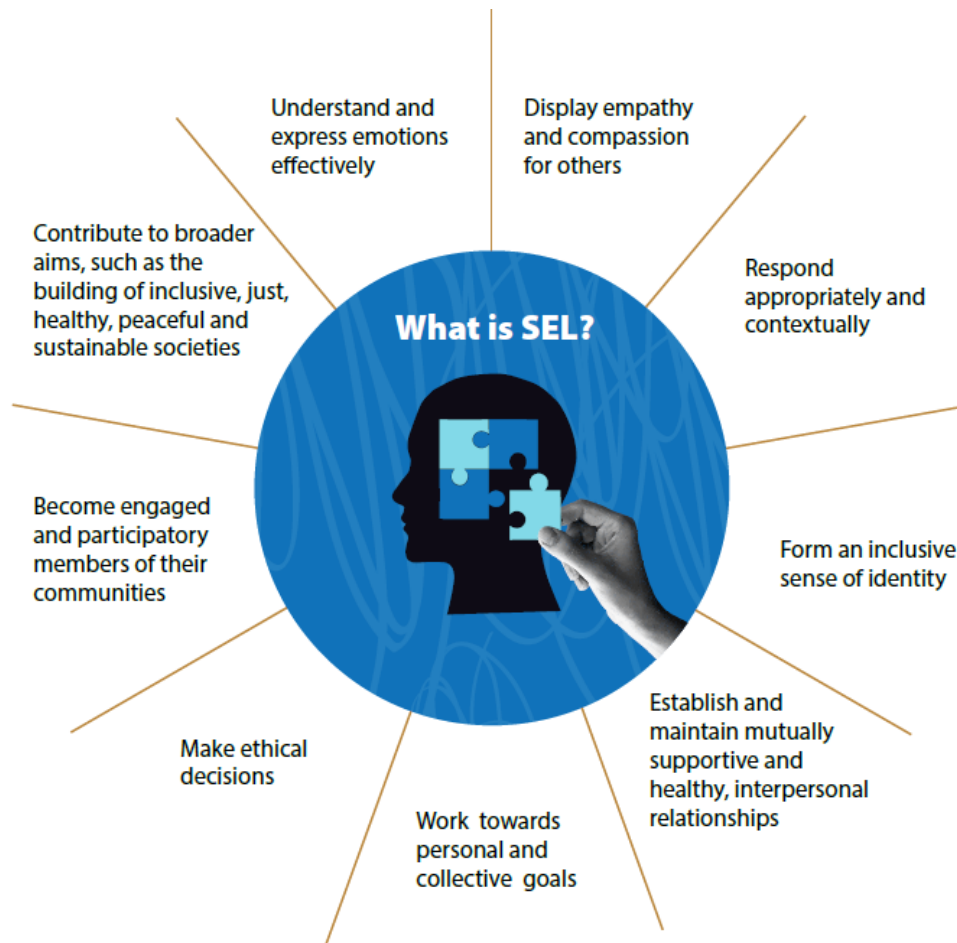 What is SEL?
Understand and
express emotions
effectively
Display empathy
and compassion
for others
Respond
appropriately and
contextually
Form an inclusive
sense of identity
Establish and
maintain mutually
supportive and
healthy, interpersonal
relationships
Work towards
personal and
collective goals
Make ethical
decisions
Become engaged
and participatory
members of their
communities
Contribute to broader
aims, such as the
building of inclusive, just,
healthy, peaceful and
sustainable societies